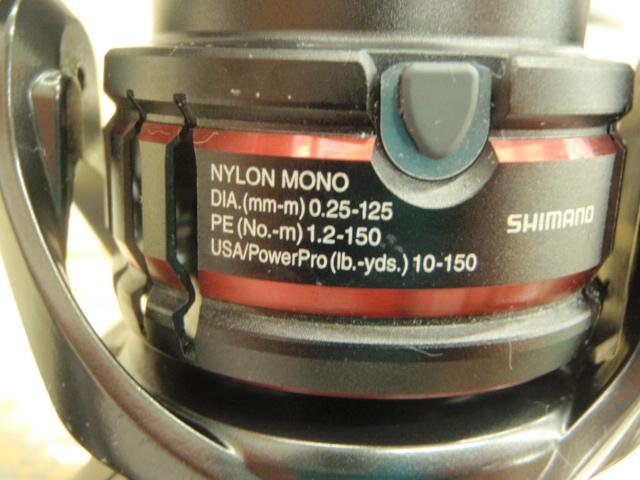 NYLON MONO
DIA.(mm-m) 0.25-125
PE (No.-m) 1.2-150
USA/PowerPro (lb.-yds.) 10-150
SHIMANO